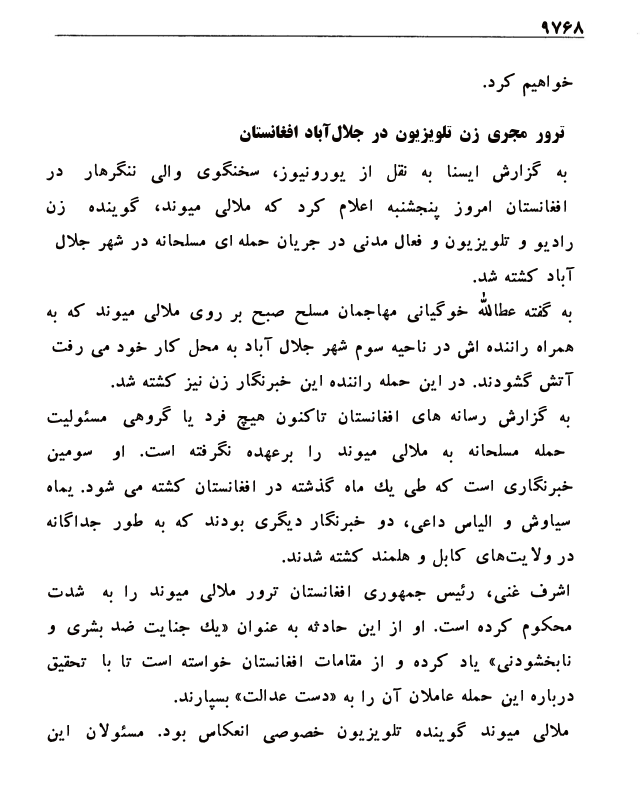 ۹۷۶۸
خواهیم کرد.
ترور مجری زن تلویزیون در جلال‌آباد افغانستان
به گزارش ایسنا به نقل از یورونیوز، سخنگوی والی ننگرهار در
افغانستان امروز پنجشنبه اعلام کرد که ملالی میوند، گوینده زن
رادیو و تلویزیون و فعال مدنی در جریان حمله ای مسلحانه در شهر جلال
آباد کشته شد.
به گفته عطاالله خوگیانی مهاجمان مسلح صبح بر روی ملالی میوند که به
همراه راننده اش در ناحیه سوم شهر جلال آباد به محل کار خود می رفت
آتش گشودند. در این حمله راننده این خبرنگار زن نیز کشته شد.
به گزارش رسانه های افغانستان تاکنون هیچ فرد یا گروهی مسئولیت
حمله مسلحانه به ملالی میوند را برعهده نگرفته است. او سومین
خبرنگاری است که طی یك ماه گذشته در افغانستان کشته می شود. یماه
سیاوش و الیاس داعی، دو خبرنگار دیگری بودند که به طور جداگانه
در ولایت‌های کابل و هلمند کشته شدند.
اشرف غنی، رئیس جمهوری افغانستان ترور ملالی میوند را به شدت
محکوم کرده است. او از این حادثه به عنوان «یك جنایت ضد بشری و
نابخشودنی» یاد کرده و از مقامات افغانستان خواسته است تا با تحقیق
درباره این حمله عاملان آن را به «دست عدالت» بسپارند.
ملالی میوند گوینده تلویزیون خصوصی انعکاس بود. مسئولان این